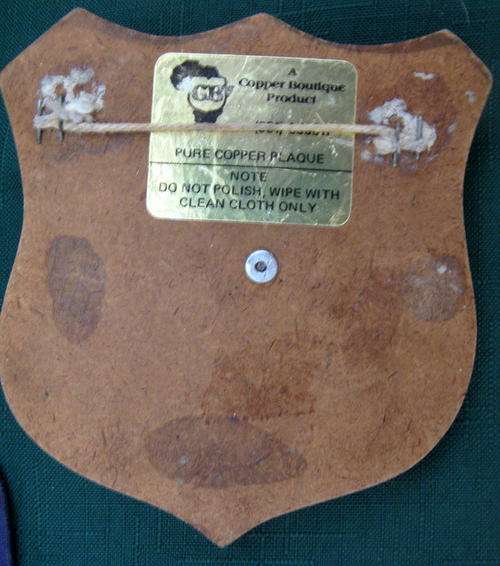 A
Copper Boutique
Product
CB
PURE COPPER PLAQUE
NOTE
DO NOT POLISH, WIPE WITH
CLEAN CLOTH ONLY